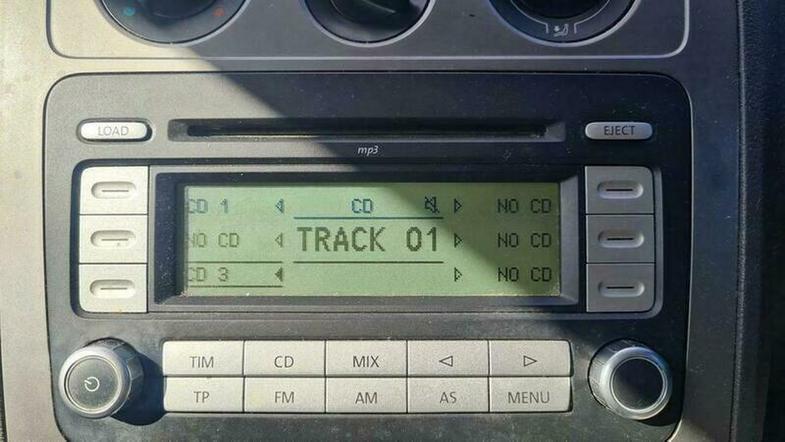 LOAD
EJECT
mp3
CD 1 CD NO CD
NO CD TRACK 01 NO CD
CD 3 NO CD
TIM CD MIX
TP FM AM AS MENU